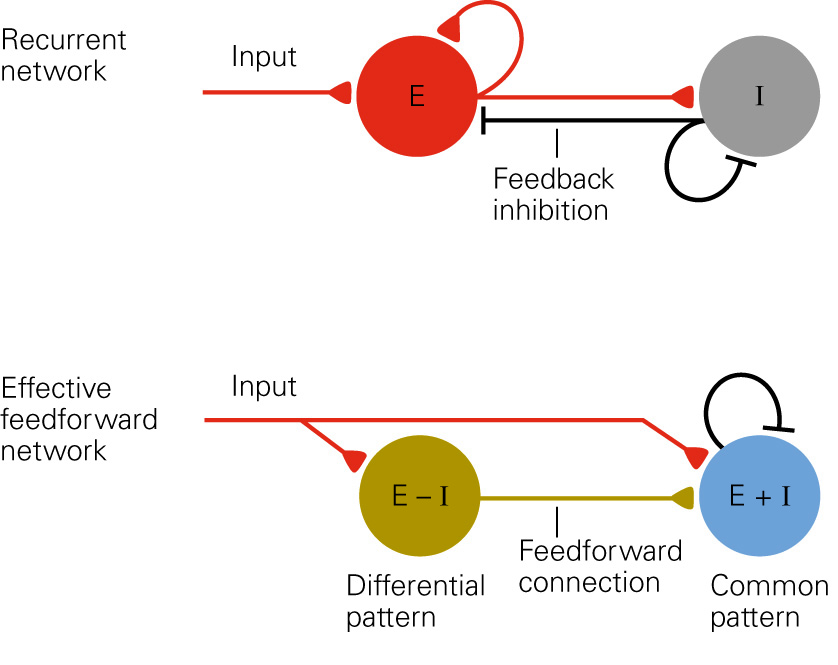 Recurrent
network
Input
E
I
Feedback
inhibition
Effective
feedforward
network
Input
E – I
E + I
Feedforward
connection
Differential
pattern
Common
pattern